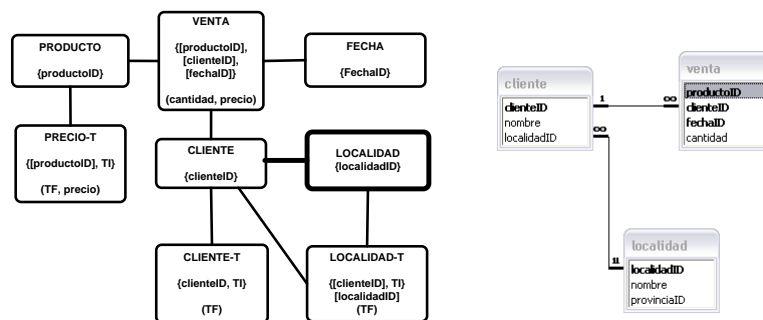 VENTA
{[productoID],
[clienteID],
[fechaID]}
(cantidad, precio)
PRODUCTO
{productoID}
FECHA
{FechaID}
PRECIO-T
{[productoID], TI}
(TF, precio)
CLIENTE
{clienteID}
LOCALIDAD
{localidadID}
CLIENTE-T
{clienteID, TI}
(TF)
LOCALIDAD-T
{[clienteID], TI}
[localidadID]
(TF)
cliente
clienteID
nombre
localidadID
1
∞
∞
venta
productoID
clienteID
fechaID
cantidad
1
localidad
localidadID
nombre
provinciaID